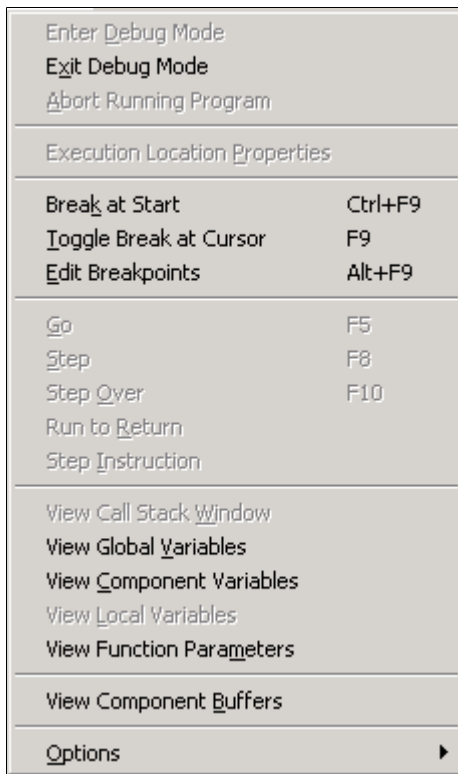 Enter Debug Mode
Exit Debug Mode
Abort Running Program
Execution Location Properties
Break at Start Ctrl+F9
Toggle Break at Cursor F9
Edit Breakpoints Alt+F9
Go F5
Step F8
Step Over F10
Run to Return
Step Instruction
View Call Stack Window
View Global Variables
View Component Variables
View Local Variables
View Function Parameters
View Component Buffers
Options